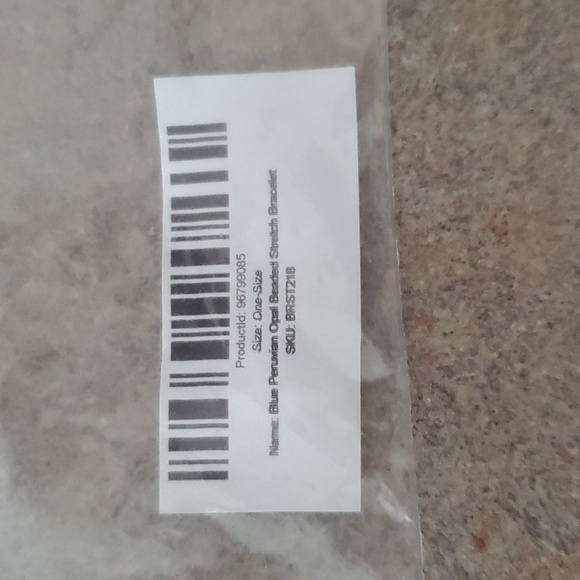 ProductId: 96799085
Size: One-Size
Name: Blue Peruvian Opal Beaded Stretch Bracelet
SKU: BRST218